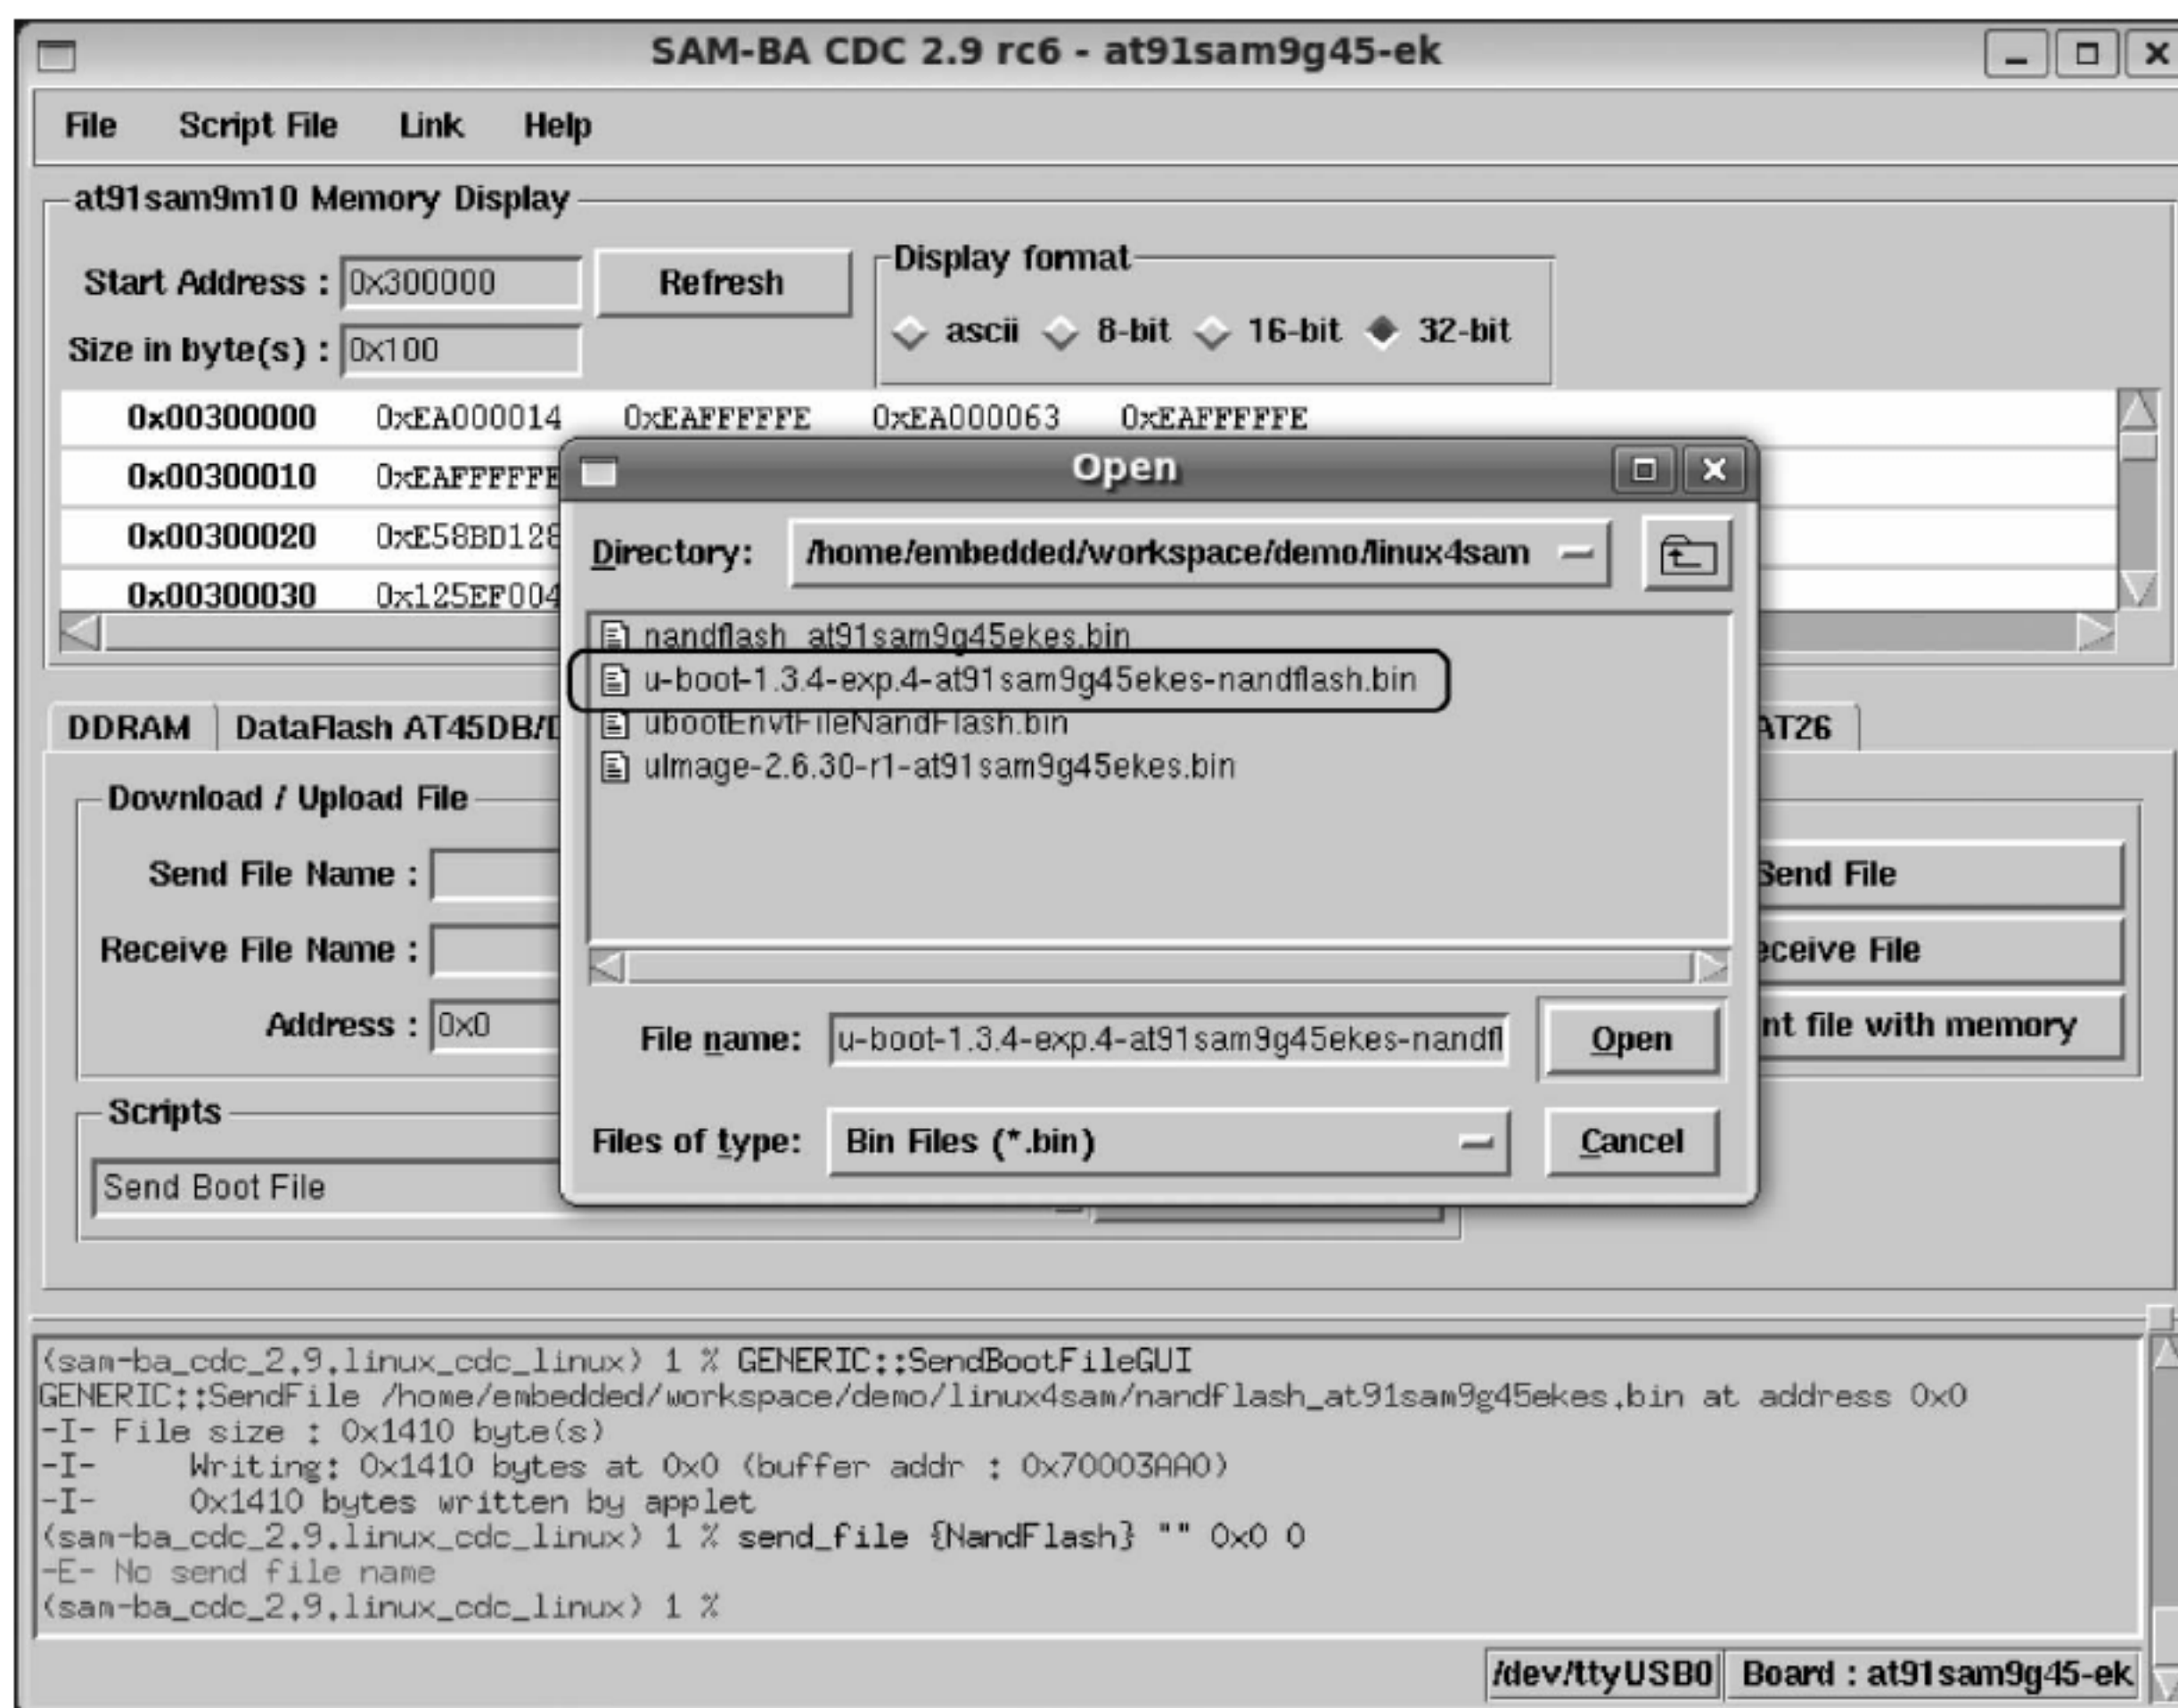 SAM-BA CDC 2.9 rc6 - at91sam9g45-ek
File Script File Link Help
at91sam9m10 Memory Display
Start Address : 0x300000 Refresh
Size in byte(s) : 0x100
Display format
ascii 8-bit 16-bit 32-bit
0x00300000 0xEA000014 0xEAFFFFFE 0xEA000063 0xEAFFFFFE
0x00300010 0xEAFFFFFE
0x00300020 0xE58BD128
0x00300030 0x125EF004
Open
Directory: /home/embedded/workspace/demo/linux4sam
nandflash_at91sam9g45ekes.bin
u-boot-1.3.4-exp.4-at91sam9g45ekes-nandflash.bin
ubootEnvtFileNandFlash.bin
uImage-2.6.30-r1-at91sam9g45ekes.bin
File name: u-boot-1.3.4-exp.4-at91sam9g45ekes-nandfl Open
Files of type: Bin Files (*.bin) Cancel
DDRAM DataFlash AT45DB/D AT26
Download / Upload File
Send File Name : Send File
Receive File Name : eceive File
Address : 0x0 nt file with memory
Scripts
Send Boot File
(sam-ba_cdc_2.9.linux_cdc_linux) 1 % GENERIC::SendBootFileGUI
GENERIC::SendFile /home/embedded/workspace/demo/linux4sam/nandflash_at91sam9g45ekes.bin at address 0x0
-I- File size : 0x1410 byte(s)
-I- Writing: 0x1410 bytes at 0x0 (buffer addr : 0x70003AA0)
-I- 0x1410 bytes written by applet
(sam-ba_cdc_2.9.linux_cdc_linux) 1 % send_file {NandFlash} "" 0x0 0
-E- No send file name
(sam-ba_cdc_2.9.linux_cdc_linux) 1 %
/dev/ttyUSB0 Board : at91sam9g45-ek